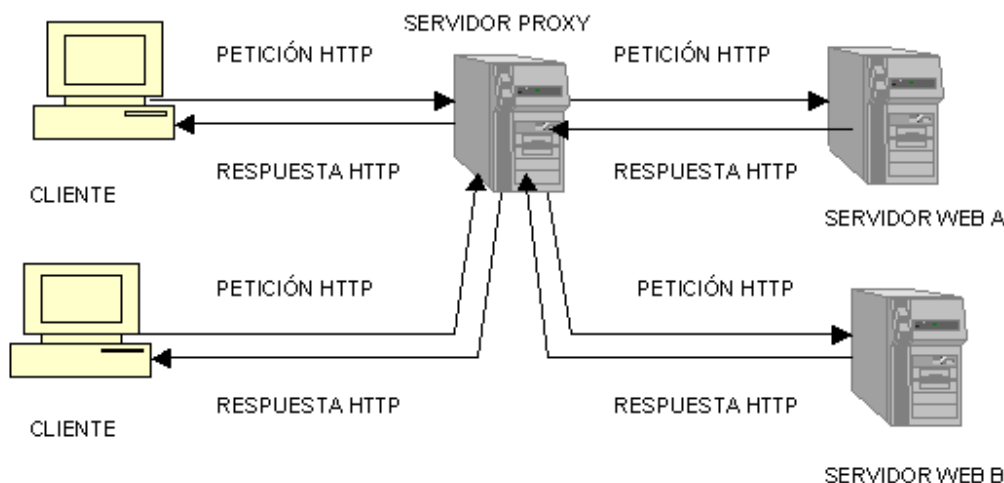 SERVIDOR PROXY
PETICIÓN HTTP
PETICIÓN HTTP
RESPUESTA HTTP
RESPUESTA HTTP
CLIENTE
SERVIDOR WEB A
PETICIÓN HTTP
PETICIÓN HTTP
RESPUESTA HTTP
RESPUESTA HTTP
CLIENTE
SERVIDOR WEB B